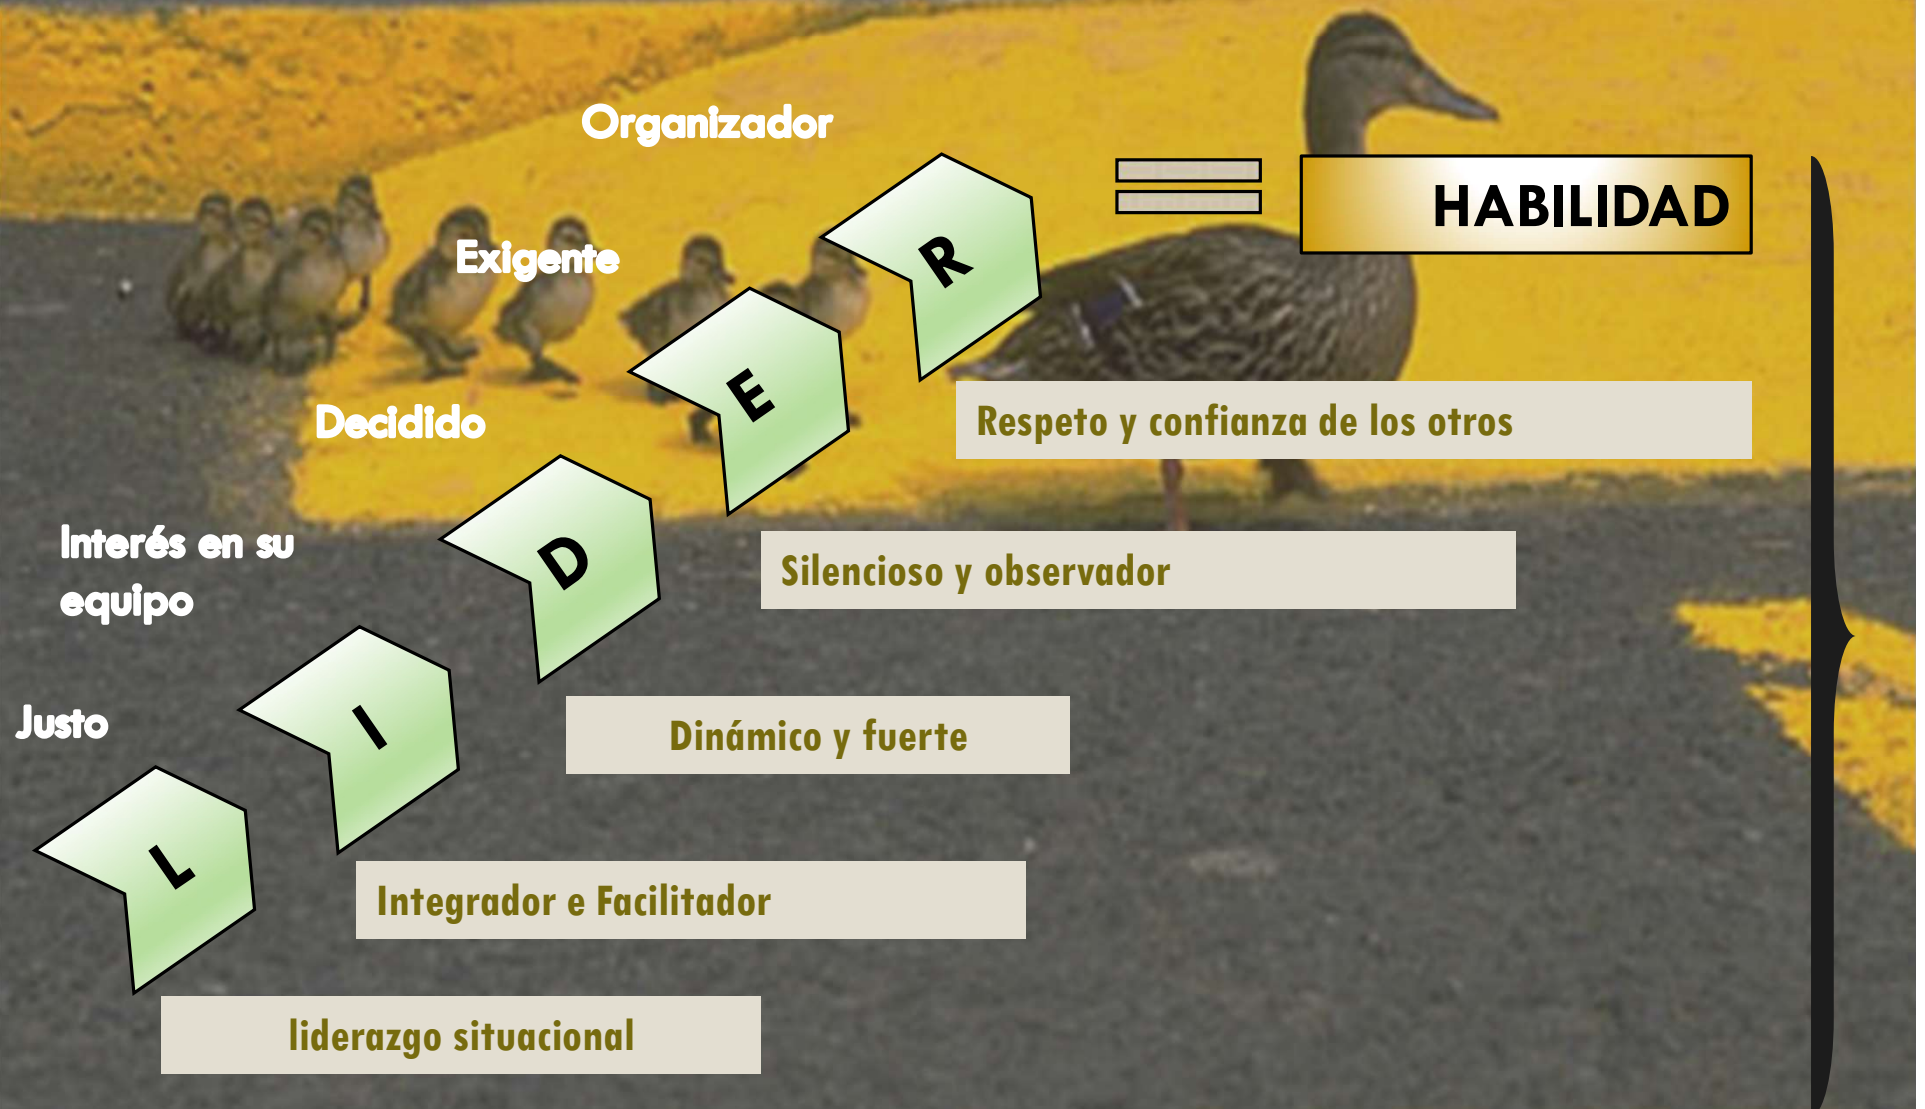 Organizador
HABILIDAD
R
Exigente
E
Respeto y confianza de los otros
Decidido
D
Silencioso y observador
Interés en su
equipo
I
Dinámico y fuerte
Justo
L
Integrador e Facilitador
liderazgo situacional